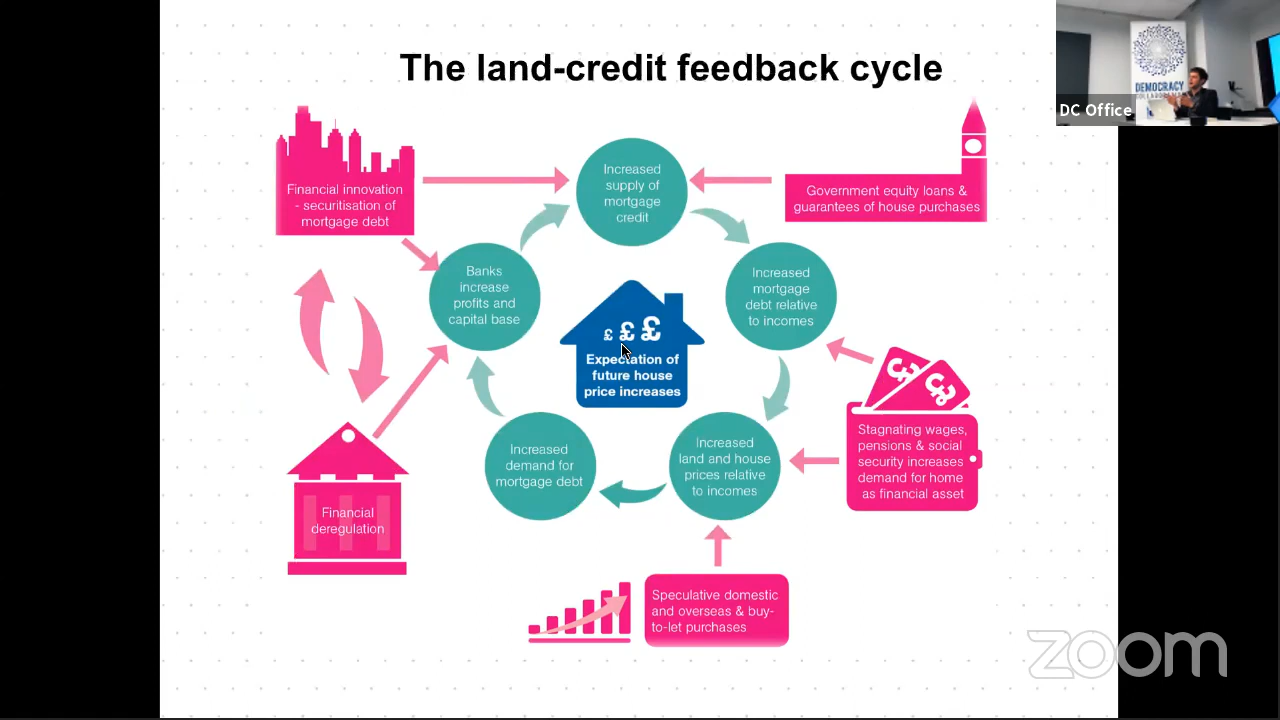 The land-credit feedback cycle
DEMOCRACY
DC Office
Financial innovation
- securitisation of
mortgage debt
Increased
supply of
mortgage
credit
Government equity loans &
guarantees of house purchases
Banks
increase
profits and
capital base
Increased
mortgage
debt relative
to incomes
£ £ £
Expectation of
future house
price increases
££
Stagnating wages,
pensions & social
security increases
demand for home
as financial asset
Increased
demand for
mortgage debt
Increased
land and house
prices relative
to incomes
Financial
deregulation
Speculative domestic
and overseas & buy-
to-let purchases
zoom